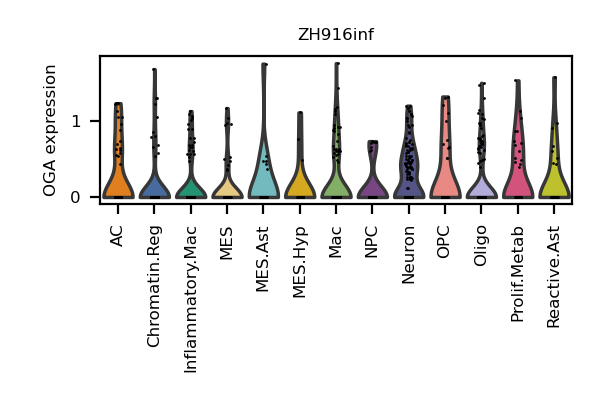 ZH916inf
OGA expression
1
0
AC
Chromatin.Reg
Inflammatory.Mac
MES
MES.Ast
MES.Hyp
Mac
NPC
Neuron
OPC
Oligo
Prolif.Metab
Reactive.Ast